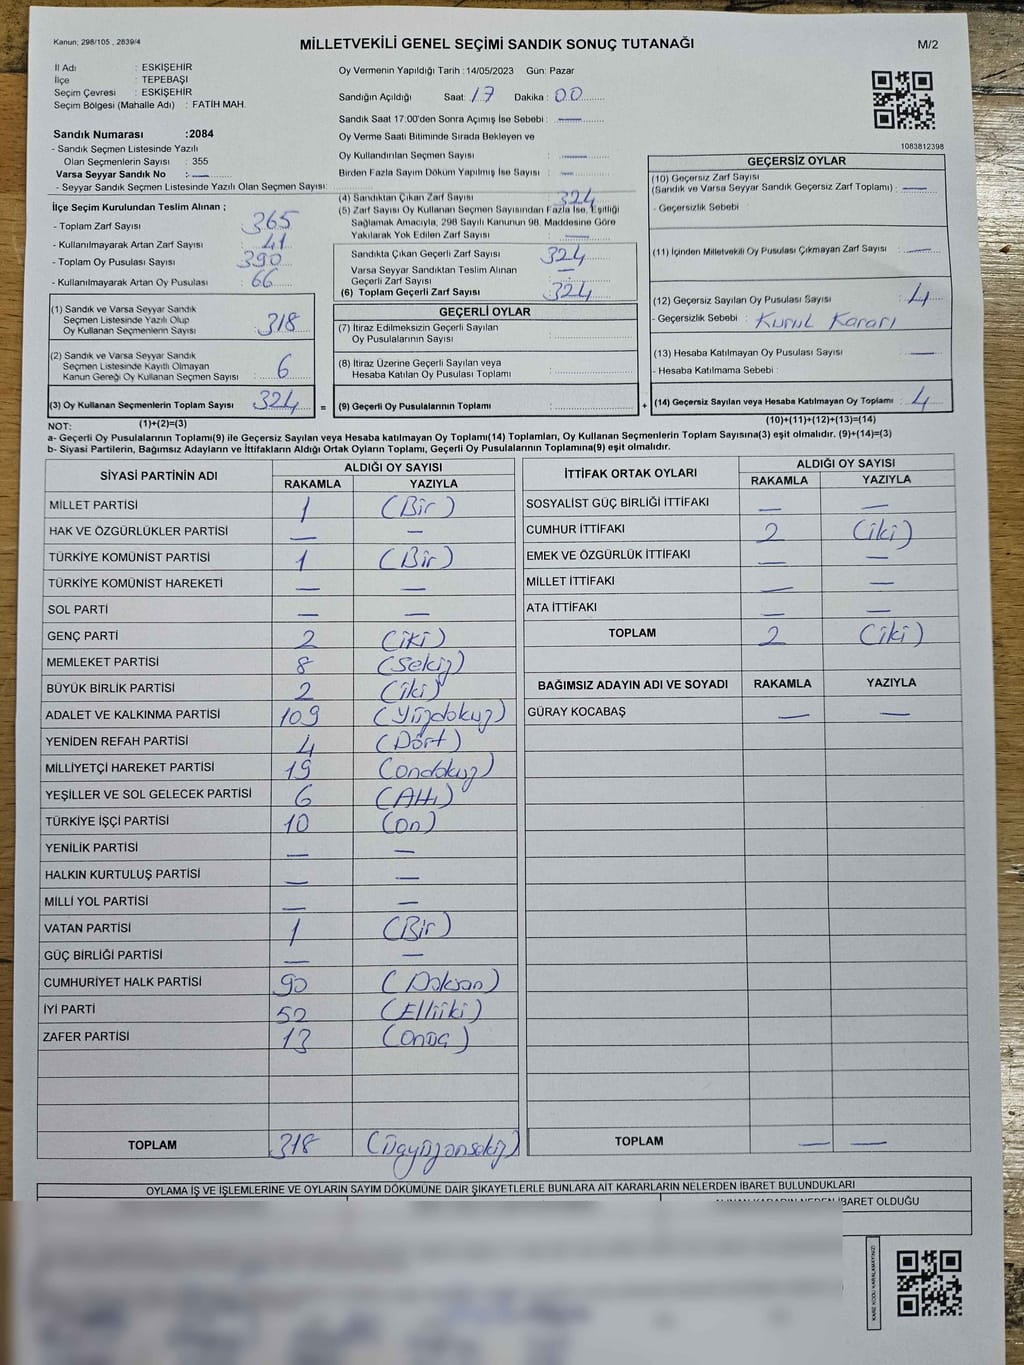 Kanun: 298/105 , 2839/4
MİLLETVEKİLİ GENEL SEÇİMİ SANDIK SONUÇ TUTANAĞI
M/2
İl Adı : ESKİŞEHİR
İlçe : TEPEBAŞI
Seçim Çevresi : ESKİŞEHİR
Seçim Bölgesi (Mahalle Adı) : FATİH MAH.
Oy Vermenin Yapıldığı Tarih : 14/05/2023 Gün: Pazar
Sandığın Açıldığı Saat: 17 Dakika : 00
Sandık Saat 17:00'den Sonra Açımış İse Sebebi : —
Oy Verme Saati Bitiminde Sırada Bekleyen ve
Oy Kullandırılan Seçmen Sayısı : —
Birden Fazla Sayım Döküm Yapılmış İse Sayısı : —
1083812398
Sandık Numarası :2084
- Sandık Seçmen Listesinde Yazılı
Olan Seçmenlerin Sayısı : 355
Varsa Seyyar Sandık No : —
- Seyyar Sandık Seçmen Listesinde Yazılı Olan Seçmen Sayısı:
İlçe Seçim Kurulundan Teslim Alınan ;
- Toplam Zarf Sayısı : 365
- Kullanılmayarak Artan Zarf Sayısı : 41
- Toplam Oy Pusulası Sayısı : 390
- Kullanılmayarak Artan Oy Pusulası : 66
(1) Sandık ve Varsa Seyyar Sandık
Seçmen Listesinde Yazılı Olup
Oy Kullanan Seçmenlerin Sayısı : 318
(2) Sandık ve Varsa Seyyar Sandık
Seçmen Listesinde Kayıtlı Olmayan
Kanun Gereği Oy Kullanan Seçmen Sayısı : 6
(3) Oy Kullanan Seçmenlerin Toplam Sayısı : 324 =
(4) Sandıktan Çıkan Zarf Sayısı : 324
(5) Zarf Sayısı Oy Kullanan Seçmen Sayısından Fazla İse, Eşitliği
Sağlamak Amacıyla, 298 Sayılı Kanunun 98. Maddesine Göre
Yakılarak Yok Edilen Zarf Sayısı : —
Sandıkta Çıkan Geçerli Zarf Sayısı 324
Varsa Seyyar Sandıktan Teslim Alınan
Geçerli Zarf Sayısı : —
(6) Toplam Geçerli Zarf Sayısı : 324
GEÇERLİ OYLAR
(7) İtiraz Edilmeksizin Geçerli Sayılan
Oy Pusulalarının Sayısı :
(8) İtiraz Üzerine Geçerli Sayılan veya
Hesaba Katılan Oy Pusulası Toplamı :
(9) Geçerli Oy Pusulalarının Toplamı : +
GEÇERSİZ OYLAR
(10) Geçersiz Zarf Sayısı
(Sandık ve Varsa Seyyar Sandık Geçersiz Zarf Toplamı) : —
- Geçersizlik Sebebi :
(11) İçinden Milletvekili Oy Pusulası Çıkmayan Zarf Sayısı : —
(12) Geçersiz Sayılan Oy Pusulası Sayısı : 4
- Geçersizlik Sebebi : Kurul Kararı
(13) Hesaba Katılmayan Oy Pusulası Sayısı : —
- Hesaba Katılmama Sebebi :
(14) Geçersiz Sayılan veya Hesaba Katılmayan Oy Toplamı : 4
NOT: (1)+(2)=(3) (10)+(11)+(12)+(13)=(14)
a- Geçerli Oy Pusulalarının Toplamı(9) ile Geçersiz Sayılan veya Hesaba katılmayan Oy Toplamı(14) Toplamları, Oy Kullanan Seçmenlerin Toplam Sayısına(3) eşit olmalıdır. (9)+(14)=(3)
b- Siyasi Partilerin, Bağımsız Adayların ve İttifakların Aldığı Ortak Oyların Toplamı, Geçerli Oy Pusulalarının Toplamına(9) eşit olmalıdır.
SİYASİ PARTİNİN ADI ALDIĞI OY SAYISI
RAKAMLA YAZIYLA
MİLLET PARTİSİ 1 (Bir)
HAK VE ÖZGÜRLÜKLER PARTİSİ — —
TÜRKİYE KOMÜNİST PARTİSİ 1 (Bir)
TÜRKİYE KOMÜNİST HAREKETİ — —
SOL PARTİ — —
GENÇ PARTİ 2 (iki)
MEMLEKET PARTİSİ 8 (Sekiz)
BÜYÜK BİRLİK PARTİSİ 2 (iki)
ADALET VE KALKINMA PARTİSİ 109 (Yüzdokuz)
YENİDEN REFAH PARTİSİ 4 (Dört)
MİLLİYETÇİ HAREKET PARTİSİ 19 (ondokuz)
YEŞİLLER VE SOL GELECEK PARTİSİ 6 (Altı)
TÜRKİYE İŞÇİ PARTİSİ 10 (on)
YENİLİK PARTİSİ — —
HALKIN KURTULUŞ PARTİSİ — —
MİLLİ YOL PARTİSİ — —
VATAN PARTİSİ 1 (Bir)
GÜÇ BİRLİĞİ PARTİSİ — —
CUMHURİYET HALK PARTİSİ 90 (Doksan)
İYİ PARTİ 52 (Elliiki)
ZAFER PARTİSİ 13 (onüç)
TOPLAM 318 (üçyüzonsekiz)
İTTİFAK ORTAK OYLARI ALDIĞI OY SAYISI
RAKAMLA YAZIYLA
SOSYALİST GÜÇ BİRLİĞİ İTTİFAKI — —
CUMHUR İTTİFAKI 2 (iki)
EMEK VE ÖZGÜRLÜK İTTİFAKI — —
MİLLET İTTİFAKI — —
ATA İTTİFAKI — —
TOPLAM 2 (iki)
BAĞIMSIZ ADAYIN ADI VE SOYADI RAKAMLA YAZIYLA
GÜRAY KOCABAŞ — —
TOPLAM — —
OYLAMA İŞ VE İŞLEMLERİNE VE OYLARIN SAYIM DÖKÜMÜNE DAİR ŞİKAYETLERLE BUNLARA AİT KARARLARIN NELERDEN İBARET BULUNDUKLARI
ALINAN KARARIN NEDEN İBARET OLDUĞU
KARE KODU KARALAMAYINIZ!